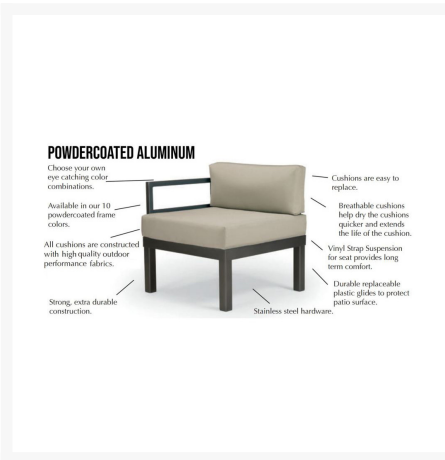 POWDERCOATED ALUMINUM
Choose your own
eye catching color
combinations.
Available in our 10
powdercoated frame
colors.
All cushions are constructed
with high quality outdoor
performance fabrics.
Strong, extra durable
construction.
Cushions are easy to
replace.
Breathable cushions
help dry the cushions
quicker and extends
the life of the cushion.
Vinyl Strap Suspension
for seat provides long
term comfort.
Durable replaceable
plastic glides to protect
patio surface.
Stainless steel hardware.